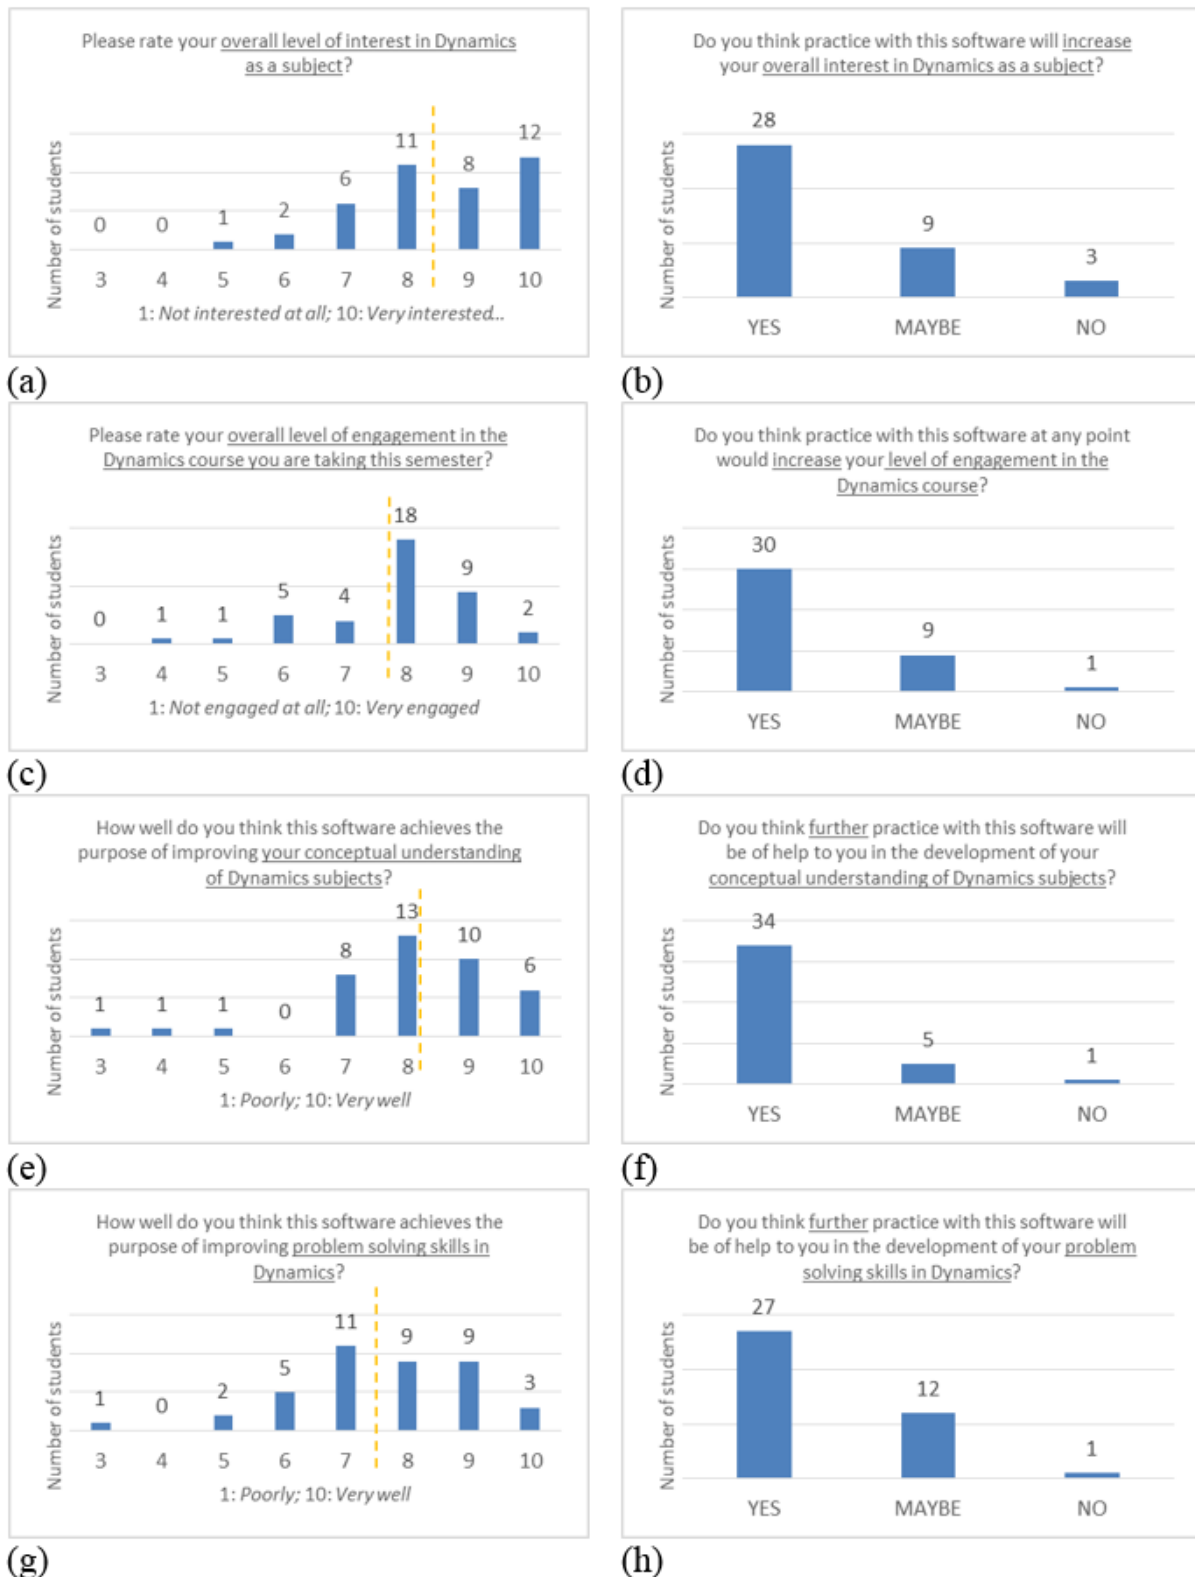 Please rate your overall level of interest in Dynamics
as a subject?
Number of students
0 0 1 2 6 11 8 12
3 4 5 6 7 8 9 10
1: Not interested at all; 10: Very interested...
(a)
Do you think practice with this software will increase
your overall interest in Dynamics as a subject?
Number of students
28 9 3
YES MAYBE NO
(b)
Please rate your overall level of engagement in the
Dynamics course you are taking this semester?
Number of students
0 1 1 5 4 18 9 2
3 4 5 6 7 8 9 10
1: Not engaged at all; 10: Very engaged
(c)
Do you think practice with this software at any point
would increase your level of engagement in the
Dynamics course?
Number of students
30 9 1
YES MAYBE NO
(d)
How well do you think this software achieves the
purpose of improving your conceptual understanding
of Dynamics subjects?
Number of students
1 1 1 0 8 13 10 6
3 4 5 6 7 8 9 10
1: Poorly; 10: Very well
(e)
Do you think further practice with this software will
be of help to you in the development of your
conceptual understanding of Dynamics subjects?
Number of students
34 5 1
YES MAYBE NO
(f)
How well do you think this software achieves the
purpose of improving problem solving skills in
Dynamics?
Number of students
1 0 2 5 11 9 9 3
3 4 5 6 7 8 9 10
1: Poorly; 10: Very well
(g)
Do you think further practice with this software will
be of help to you in the development of your problem
solving skills in Dynamics?
Number of students
27 12 1
YES MAYBE NO
(h)